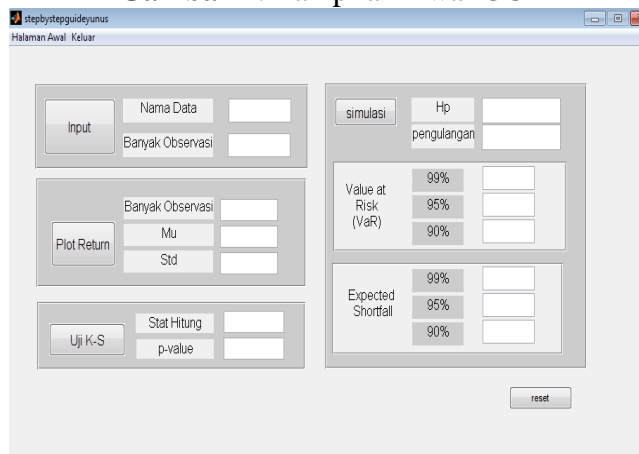 stepbystepguideyunus
Halaman Awal Keluar
Input
Nama Data
Banyak Observasi
Plot Return
Banyak Observasi
Mu
Std
Uji K-S
Stat Hitung
p-value
simulasi
Hp
pengulangan
Value at
Risk
(VaR)
99%
95%
90%
Expected
Shortfall
99%
95%
90%
reset